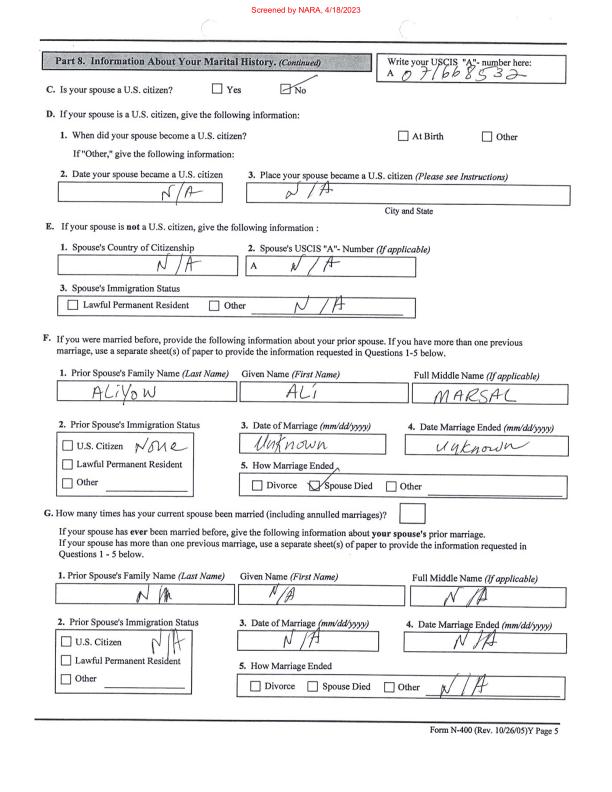 Screened by NARA, 4/18/2023
Part 8. Information About Your Marital History. (Continued)
Write your USCIS "A"- number here:
A 071668532
C. Is your spouse a U.S. citizen? Yes No
D. If your spouse is a U.S. citizen, give the following information:
1. When did your spouse become a U.S. citizen? At Birth Other
If "Other," give the following information:
2. Date your spouse became a U.S. citizen 3. Place your spouse became a U.S. citizen (Please see Instructions)
N/A N/A
City and State
E. If your spouse is not a U.S. citizen, give the following information :
1. Spouse's Country of Citizenship 2. Spouse's USCIS "A"- Number (If applicable)
N/A A N/A
3. Spouse's Immigration Status
Lawful Permanent Resident Other N/A
F. If you were married before, provide the following information about your prior spouse. If you have more than one previous
marriage, use a separate sheet(s) of paper to provide the information requested in Questions 1-5 below.
1. Prior Spouse's Family Name (Last Name) Given Name (First Name) Full Middle Name (If applicable)
ALiYOW ALi MARSAL
2. Prior Spouse's Immigration Status 3. Date of Marriage (mm/dd/yyyy) 4. Date Marriage Ended (mm/dd/yyyy)
U.S. Citizen None Unknown unknown
Lawful Permanent Resident 5. How Marriage Ended
Other Divorce Spouse Died Other
G. How many times has your current spouse been married (including annulled marriages)?
If your spouse has ever been married before, give the following information about your spouse's prior marriage.
If your spouse has more than one previous marriage, use a separate sheet(s) of paper to provide the information requested in
Questions 1 - 5 below.
1. Prior Spouse's Family Name (Last Name) Given Name (First Name) Full Middle Name (If applicable)
N/A N/A N/A
2. Prior Spouse's Immigration Status 3. Date of Marriage (mm/dd/yyyy) 4. Date Marriage Ended (mm/dd/yyyy)
U.S. Citizen N/A N/A N/A
Lawful Permanent Resident 5. How Marriage Ended
Other Divorce Spouse Died Other N/A
Form N-400 (Rev. 10/26/05)Y Page 5